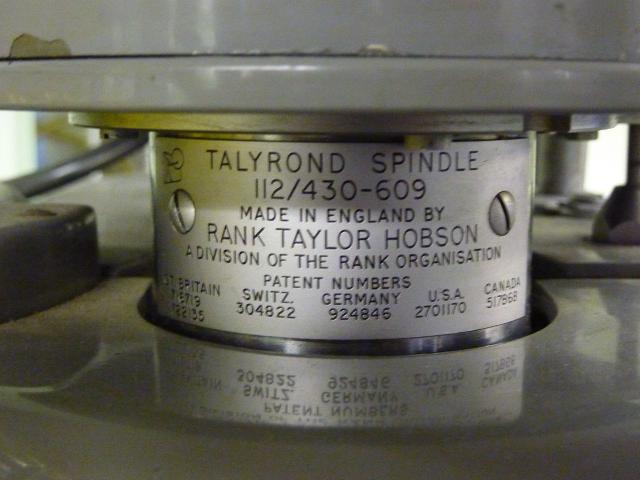 TALYROND SPINDLE
112/430-609
MADE IN ENGLAND BY
RANK TAYLOR HOBSON
A DIVISION OF THE RANK ORGANISATION
PATENT NUMBERS
BRITAIN SWITZ. GERMANY U.S.A. CANADA
304822 924846 2701170 517868